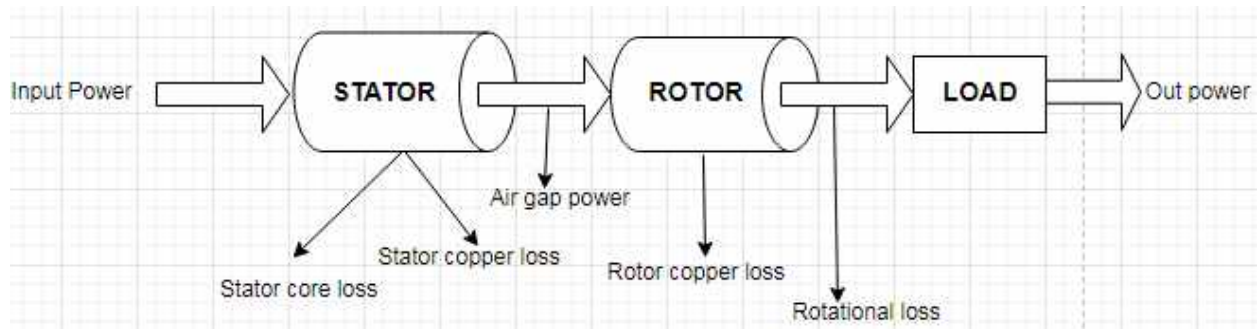 Input Power
STATOR
ROTOR
LOAD
Out power
Air gap power
Stator copper loss
Stator core loss
Rotor copper loss
Rotational loss